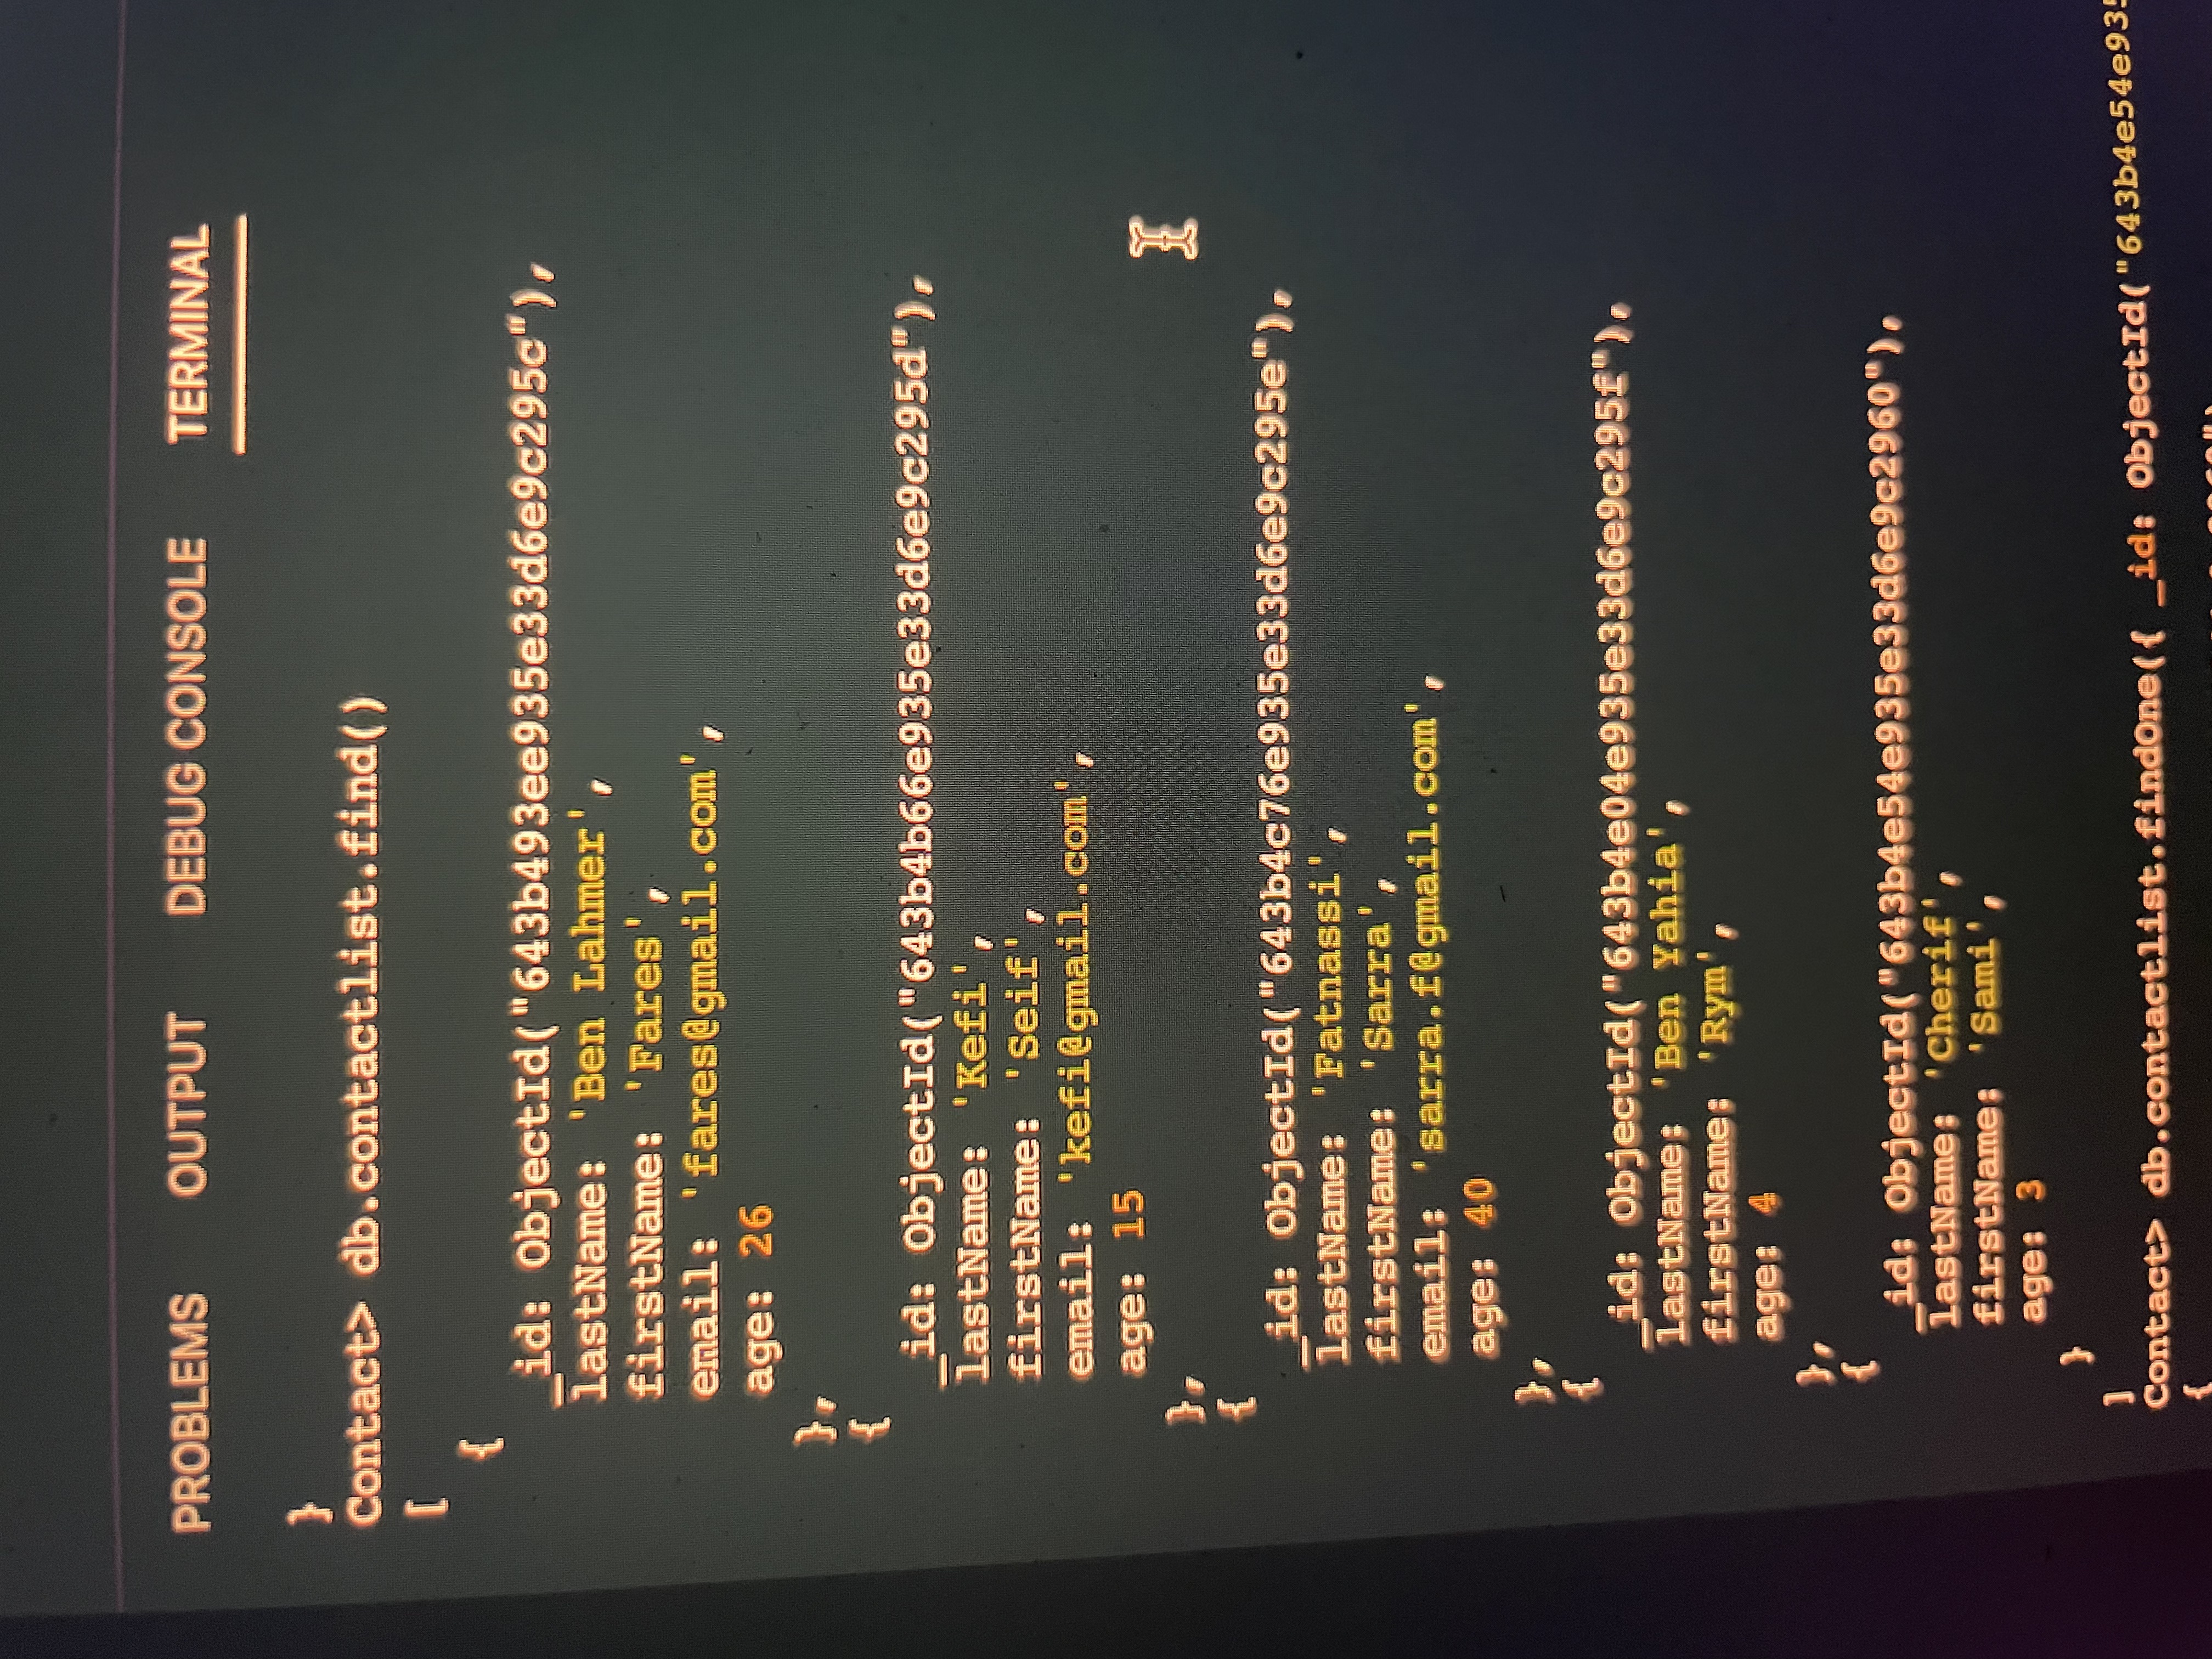 PROBLEMS OUTPUT DEBUG CONSOLE TERMINAL
}
Contact> db.contactlist.find()
[
{
_id: ObjectId("643b493ee935e33d6e9c295c"),
lastName: 'Ben Lahmer',
firstName: 'Fares',
email: 'fares@gmail.com',
age: 26
},
{
_id: ObjectId("643b4b66e935e33d6e9c295d"),
lastName: 'Kefi',
firstName: 'Seif',
email: 'kefi@gmail.com',
age: 15
},
{
_id: ObjectId("643b4c76e935e33d6e9c295e"),
lastName: 'Fatnassi',
firstName: 'Sarra',
email: 'sarra.f@gmail.com',
age: 40
},
{
_id: ObjectId("643b4e04e935e33d6e9c295f"),
lastName: 'Ben Yahia',
firstName: 'Rym',
age: 4
},
{
_id: ObjectId("643b4e54e935e33d6e9c2960"),
lastName: 'Cherif',
firstName: 'Sami',
age: 3
}
]
Contact> db.contactlist.findOne({ _id: ObjectId("643b4e54e935
{